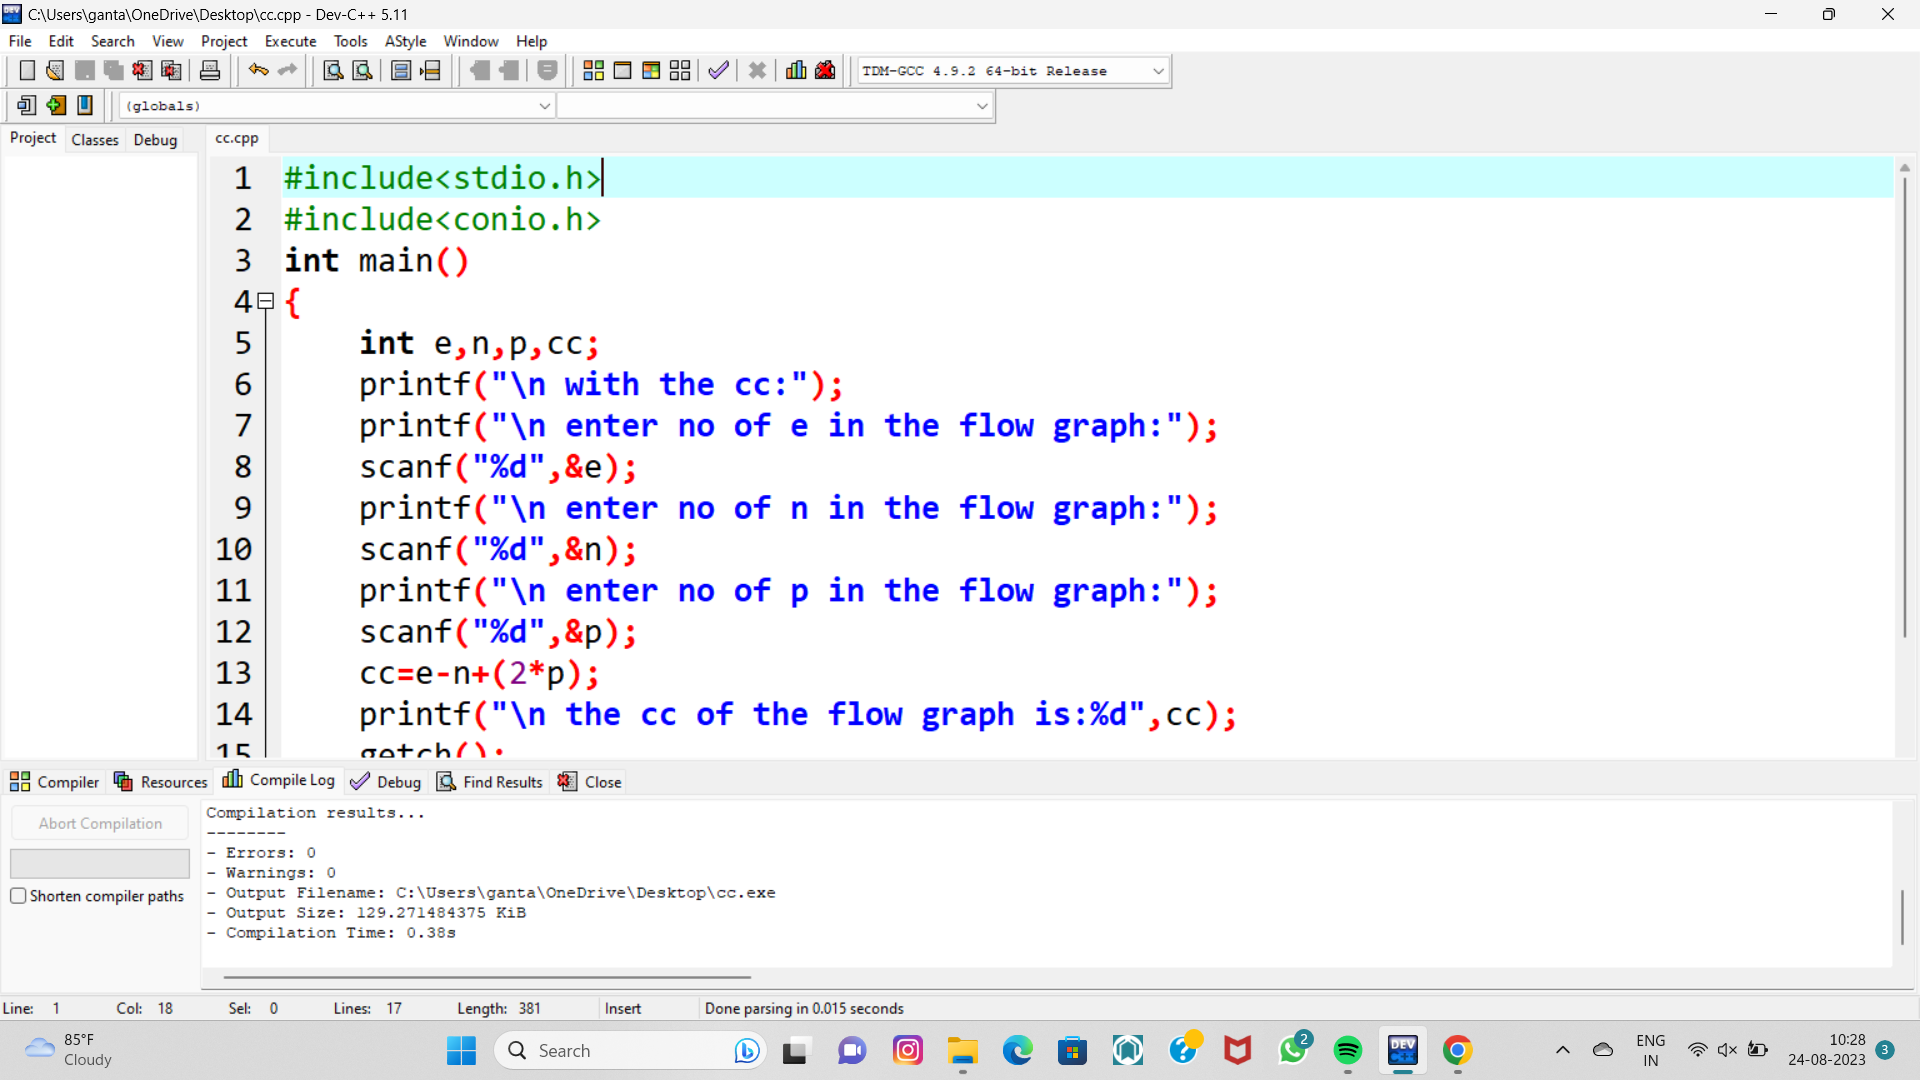 C:\Users\ganta\OneDrive\Desktop\cc.cpp - Dev-C++ 5.11
File Edit Search View Project Execute Tools AStyle Window Help
TDM-GCC 4.9.2 64-bit Release
(globals)
Project Classes Debug cc.cpp
1 #include<stdio.h>
2 #include<conio.h>
3 int main()
4 {
5 int e,n,p,cc;
6 printf("\n with the cc:");
7 printf("\n enter no of e in the flow graph:");
8 scanf("%d",&e);
9 printf("\n enter no of n in the flow graph:");
10 scanf("%d",&n);
11 printf("\n enter no of p in the flow graph:");
12 scanf("%d",&p);
13 cc=e-n+(2*p);
14 printf("\n the cc of the flow graph is:%d",cc);
15 getch();
Compiler Resources Compile Log Debug Find Results Close
Abort Compilation
Shorten compiler paths
Compilation results...
--------
- Errors: 0
- Warnings: 0
- Output Filename: C:\Users\ganta\OneDrive\Desktop\cc.exe
- Output Size: 129.271484375 KiB
- Compilation Time: 0.38s
Line: 1 Col: 18 Sel: 0 Lines: 17 Length: 381 Insert Done parsing in 0.015 seconds
85°F
Cloudy
Search
2
DEV
C++
ENG
IN
10:28
24-08-2023
3